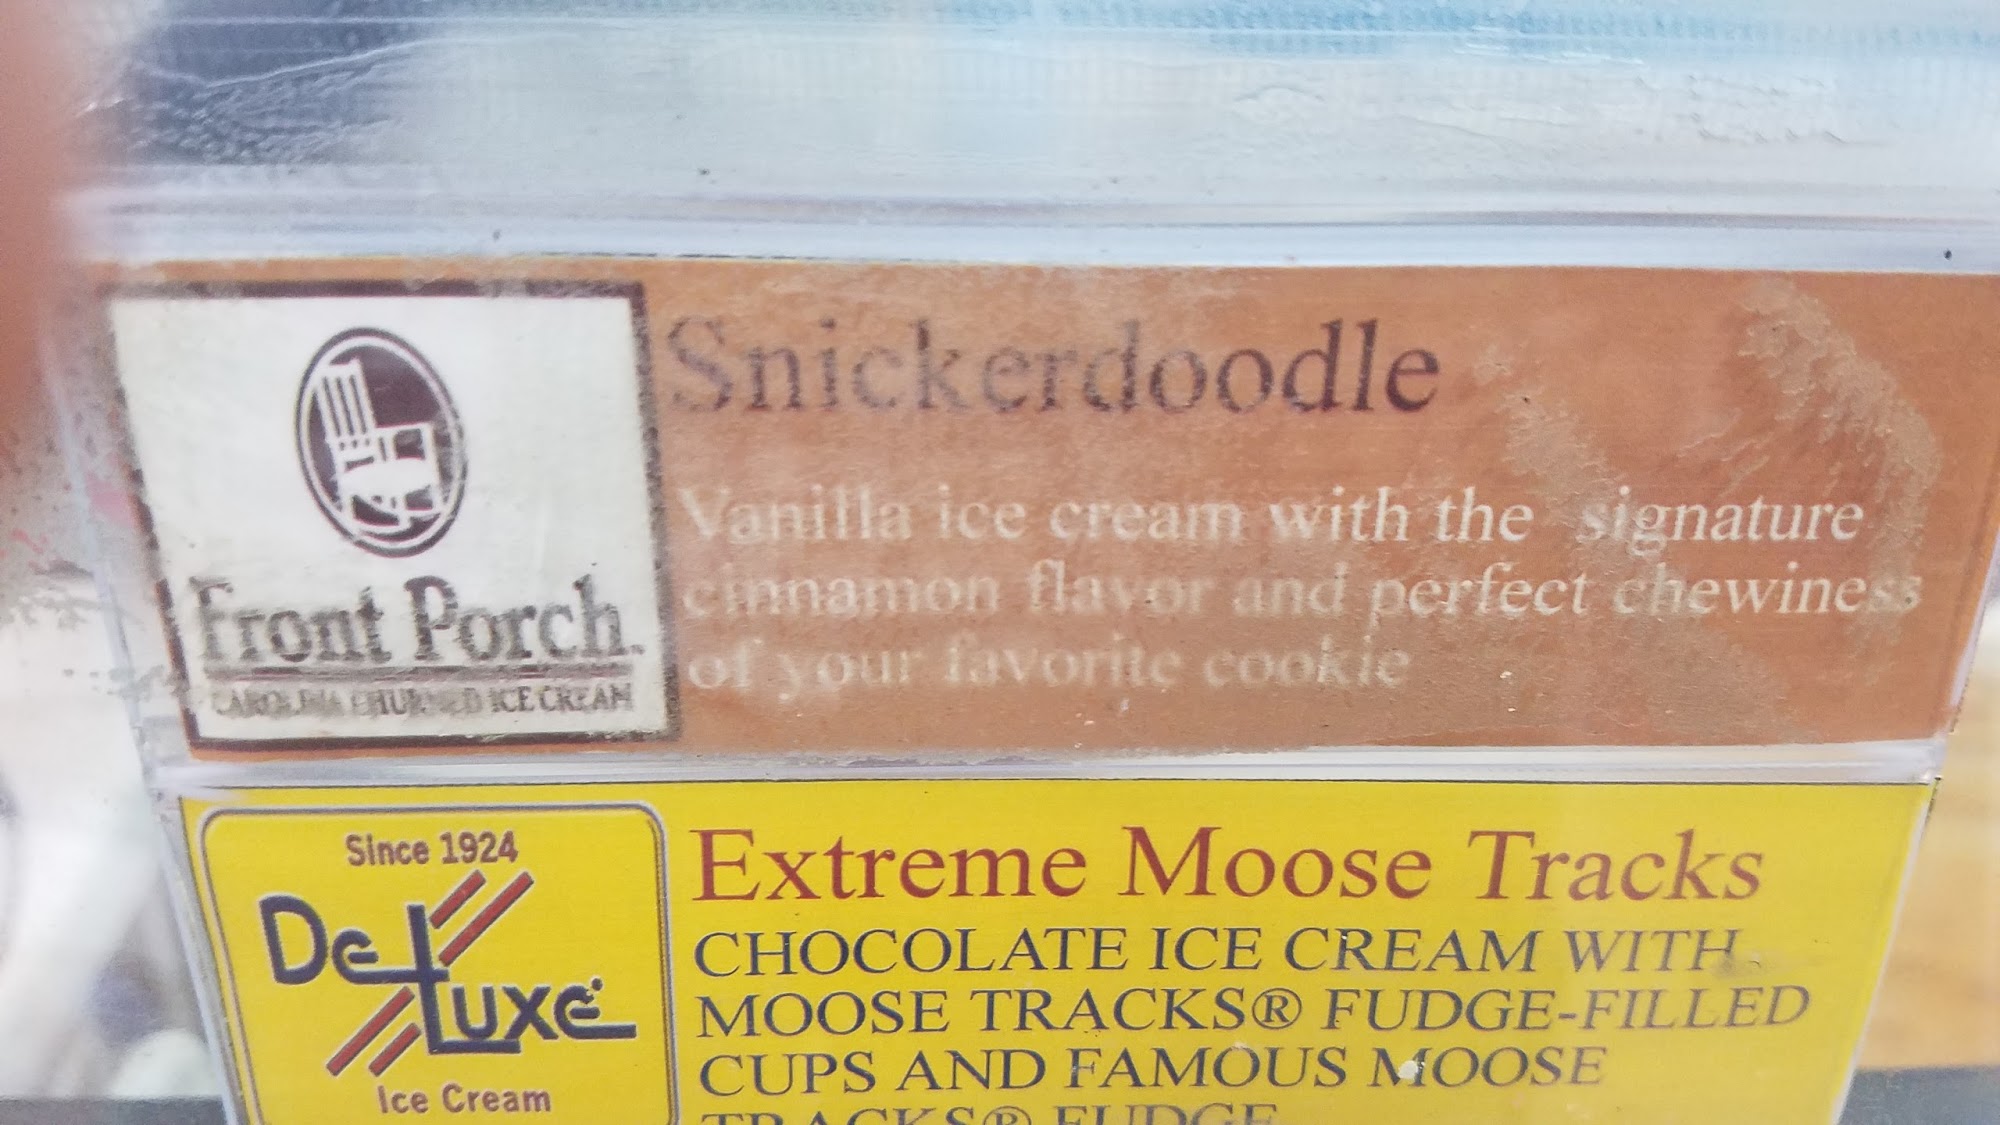 Snickerdoodle
Vanilla ice cream with the signature
cinnamon flavor and perfect chewiness
of your favorite cookie
Front Porch
CAROLINA CHURNED ICE CREAM
Since 1924
DeLuxe
Ice Cream
Extreme Moose Tracks
CHOCOLATE ICE CREAM WITH
MOOSE TRACKS® FUDGE-FILLED
CUPS AND FAMOUS MOOSE
TRACKS® FUDGE